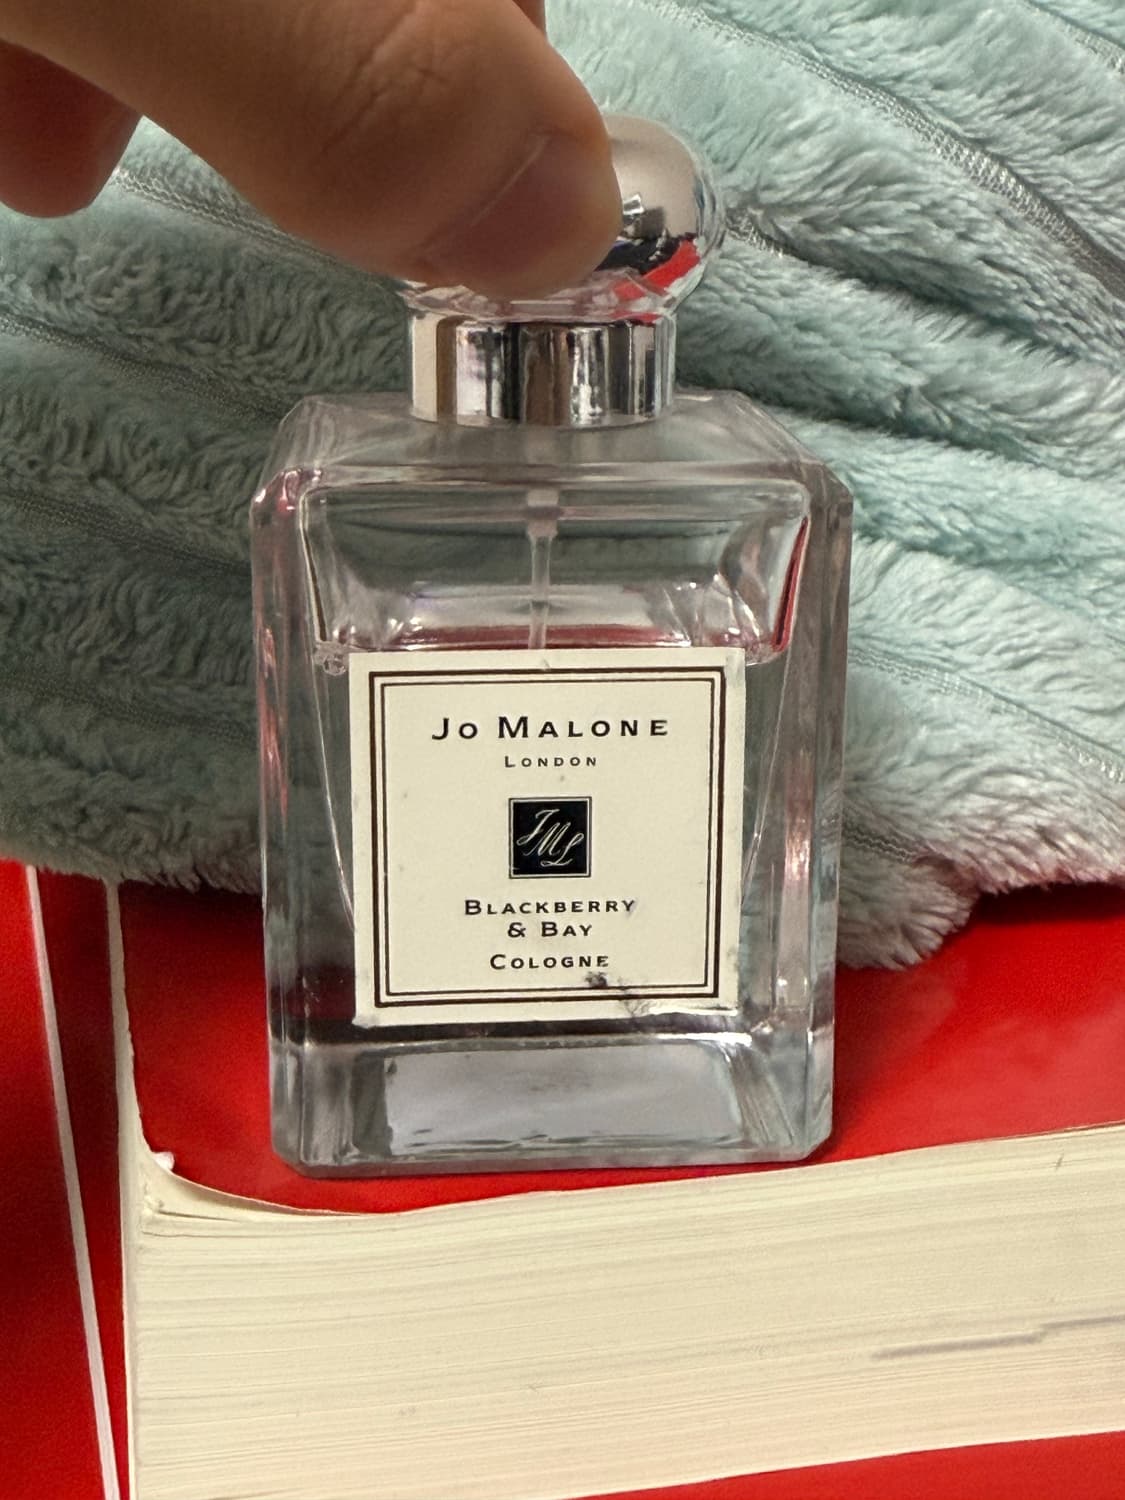 Jo Malone
London
JML
Blackberry
& Bay
Cologne